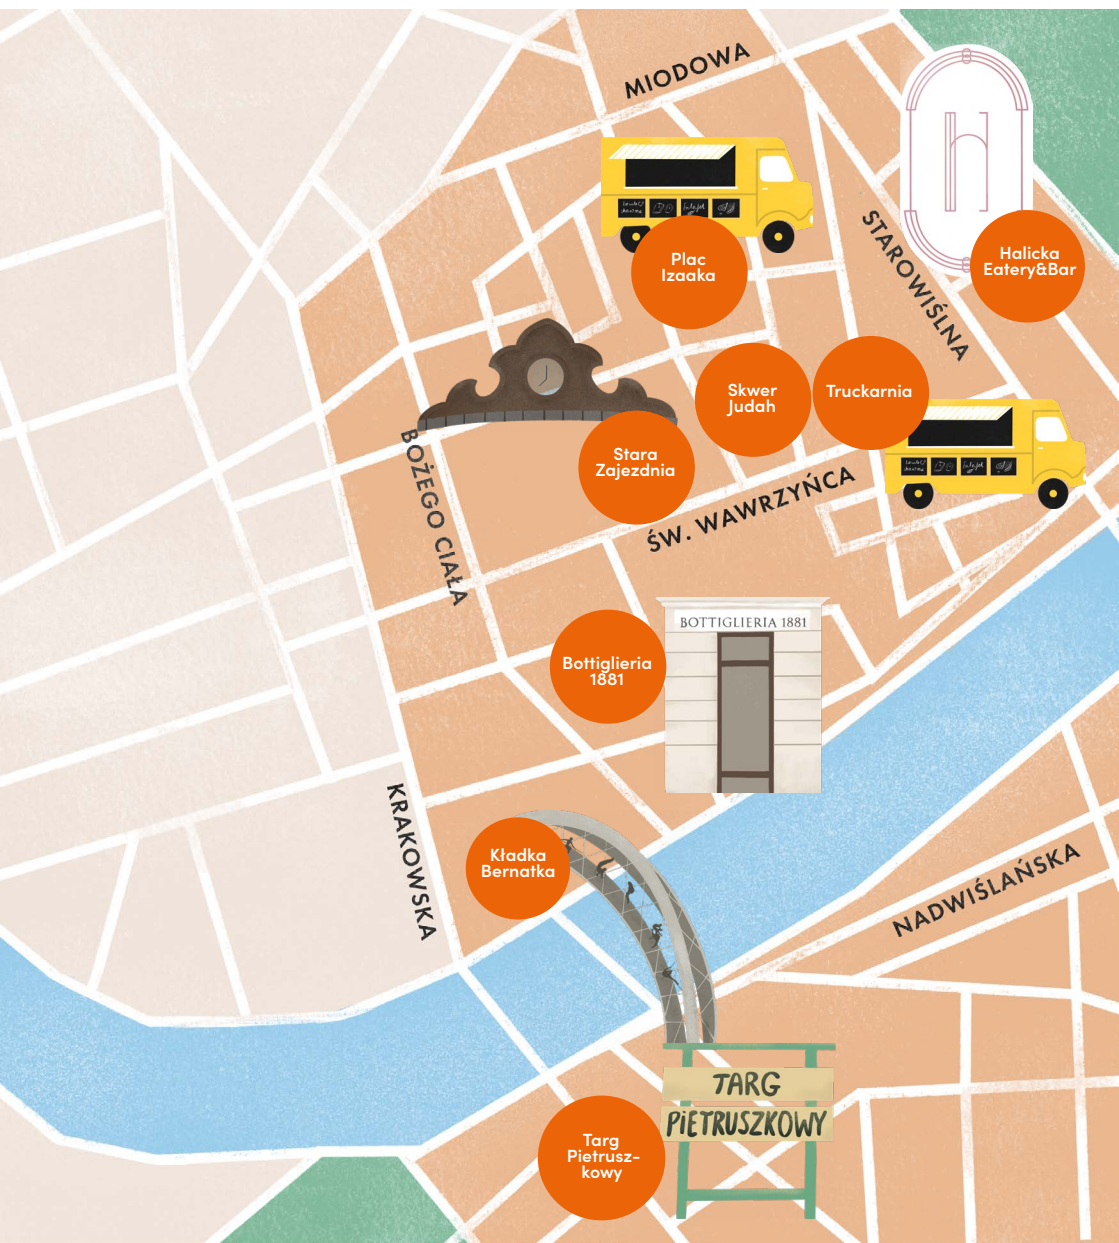 MIODOWA
STAROWIŚLNA
Plac
Izaaka
Halicka
Eatery&Bar
Skwer
Judah
Truckarnia
Stara
Zajezdnia
BOŻEGO CIAŁA
ŚW. WAWRZYŃCA
BOTTIGLIERIA 1881
Bottiglieria
1881
KRAKOWSKA
Kładka
Bernatka
NADWIŚLAŃSKA
TARG
PiETRUSZKOWY
Targ
Pietrusz-
kowy